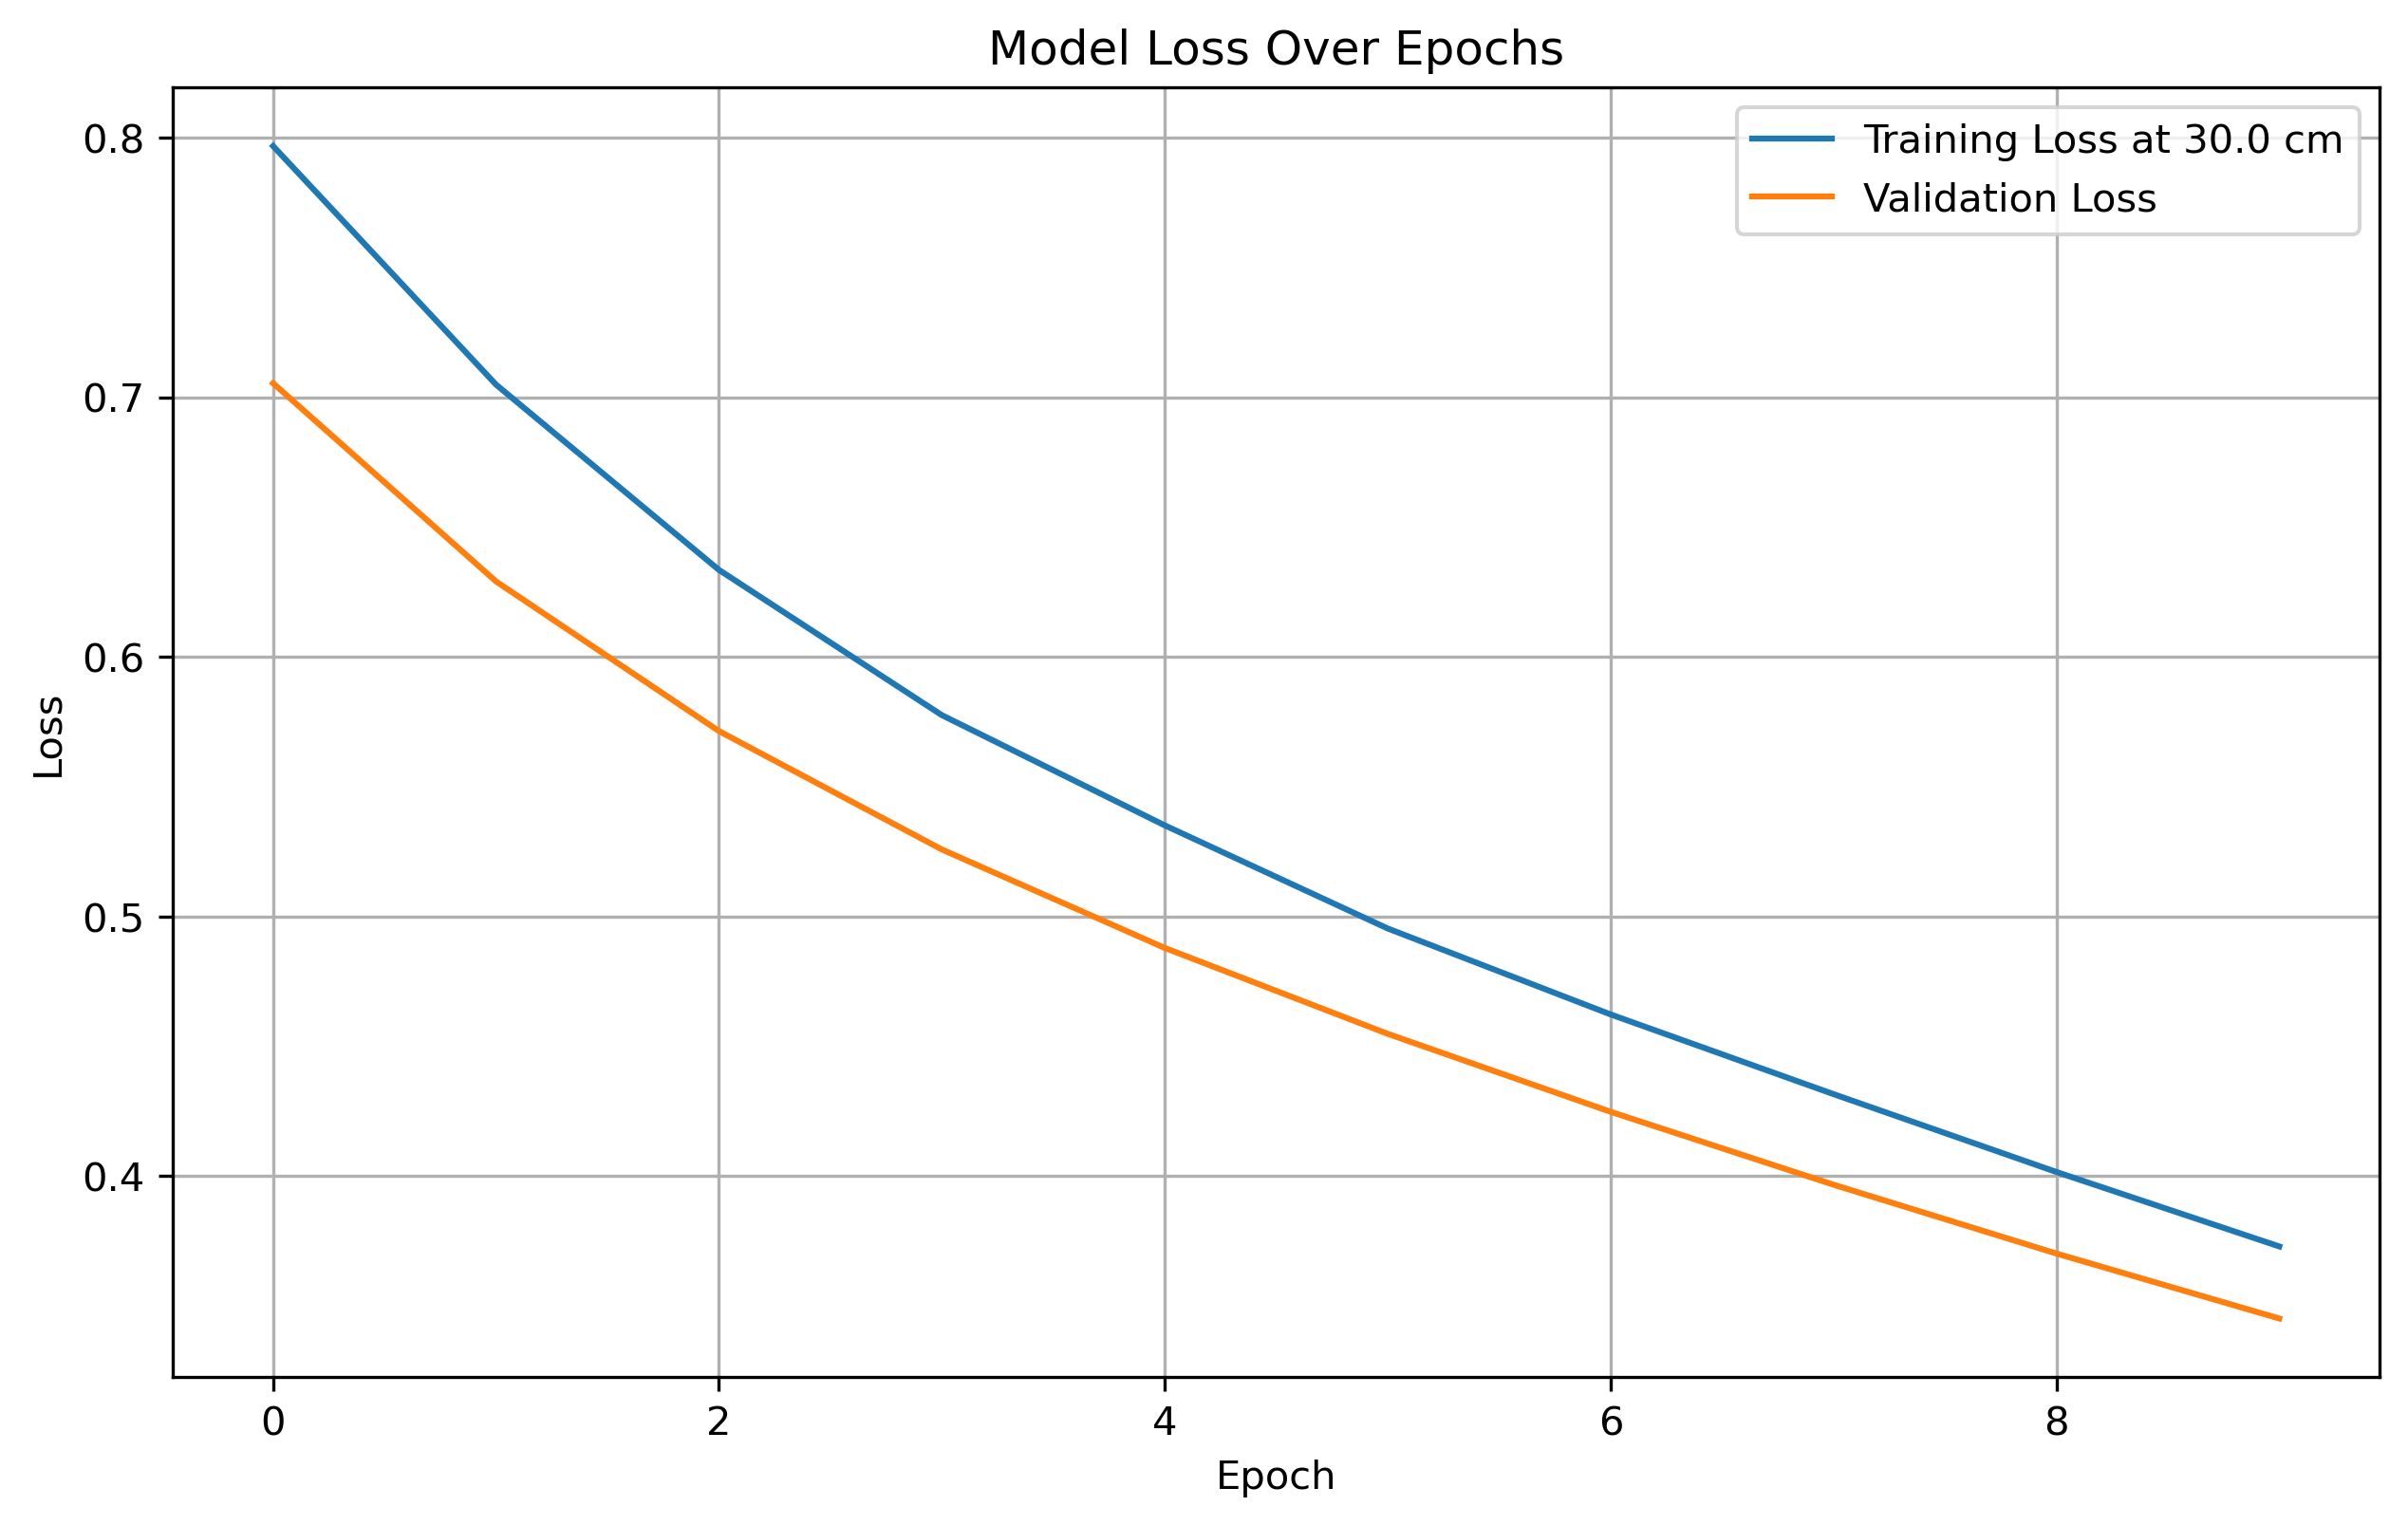 Model Loss Over Epochs
Training Loss at 30.0 cm
Validation Loss
0.8
0.7
0.6
0.5
0.4
Loss
0 2 4 6 8
Epoch